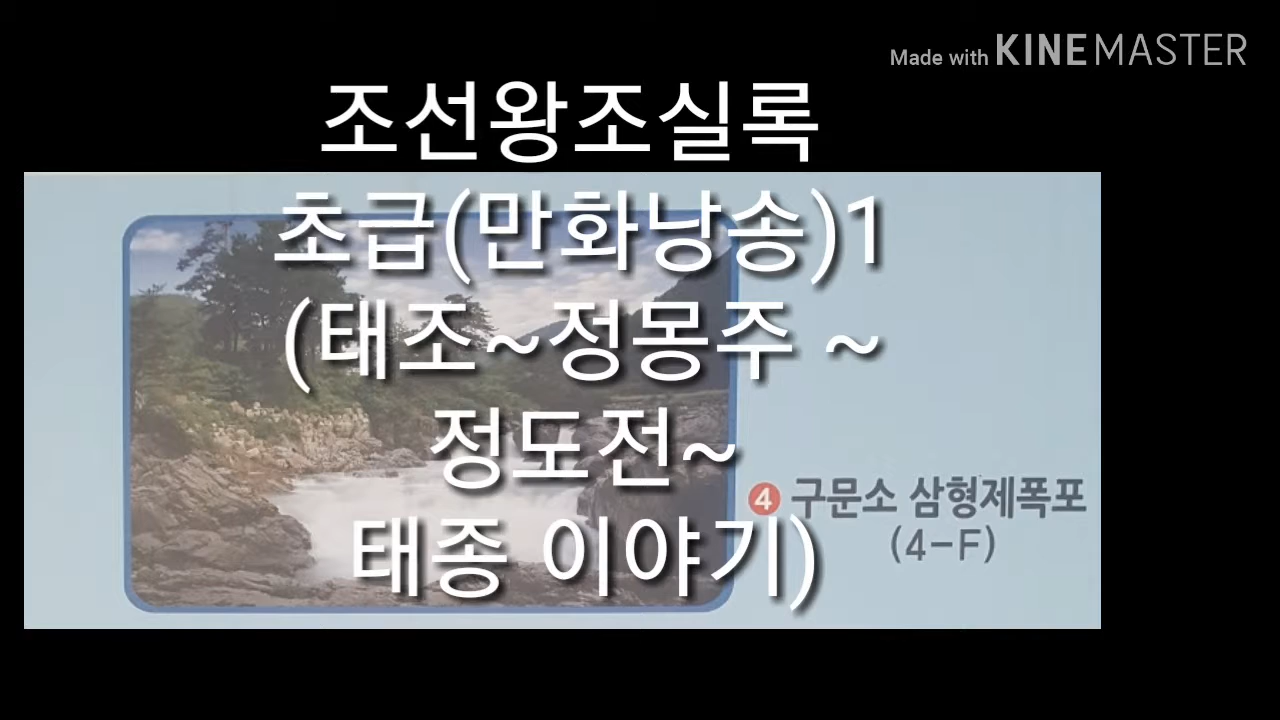 Made with KINEMASTER
조선왕조실록
초급(만화낭송)1
(태조~정몽주 ~
정도전~
태종 이야기)
4 구문소 삼형제폭포
(4-F)